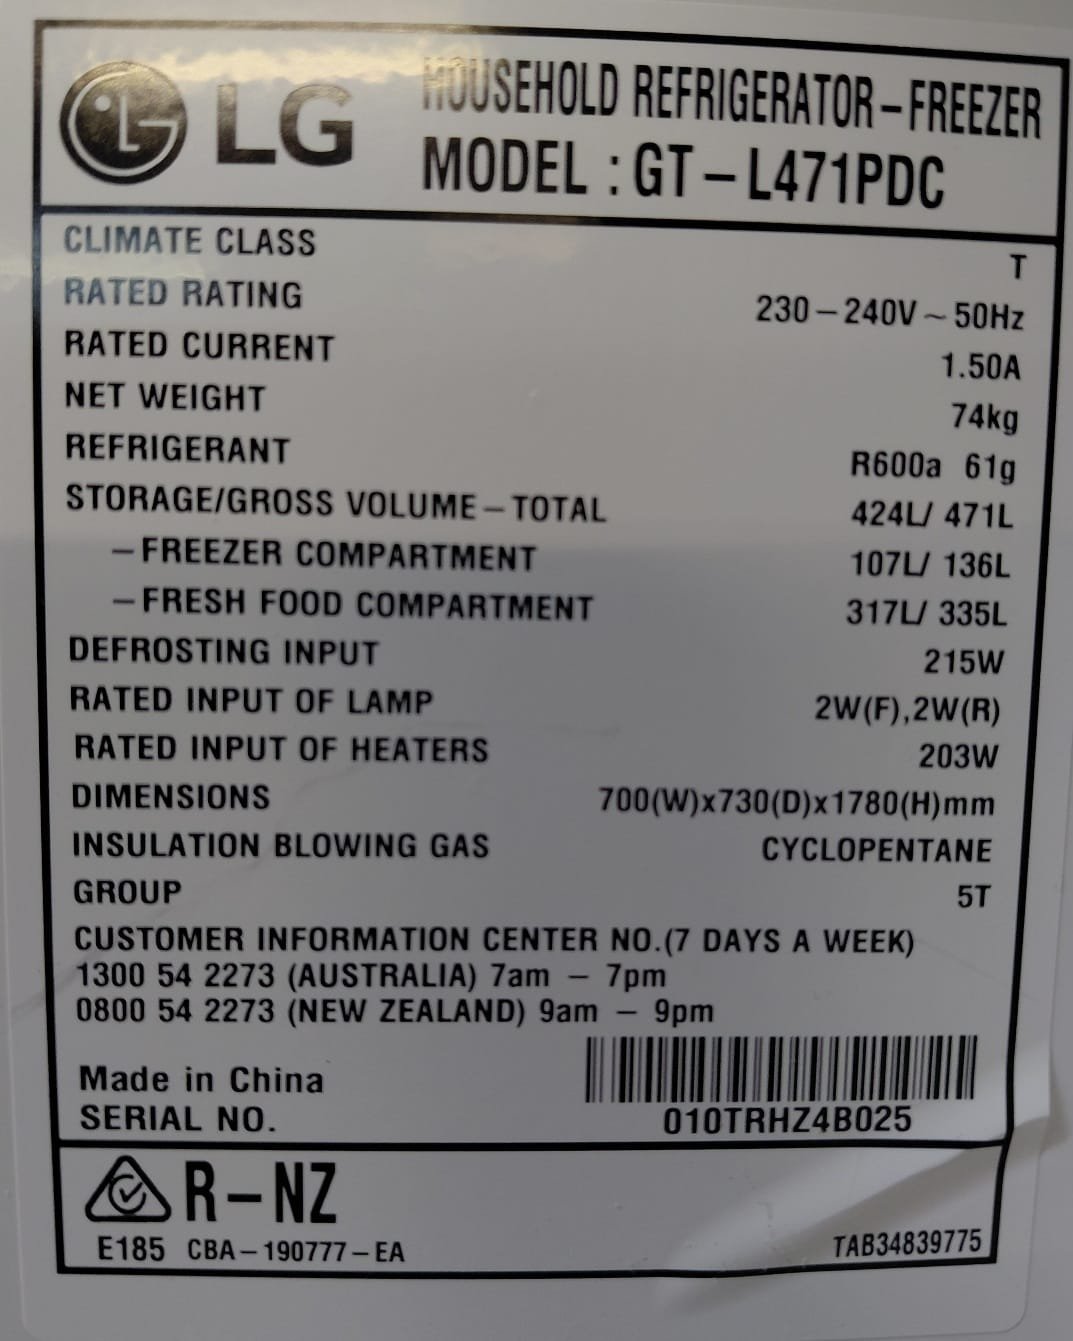 LG HOUSEHOLD REFRIGERATOR-FREEZER
MODEL : GT-L471PDC
CLIMATE CLASS T
RATED RATING 230-240V~50Hz
RATED CURRENT 1.50A
NET WEIGHT 74kg
REFRIGERANT R600a 61g
STORAGE/GROSS VOLUME-TOTAL 424L/ 471L
-FREEZER COMPARTMENT 107L/ 136L
-FRESH FOOD COMPARTMENT 317L/ 335L
DEFROSTING INPUT 215W
RATED INPUT OF LAMP 2W(F),2W(R)
RATED INPUT OF HEATERS 203W
DIMENSIONS 700(W)x730(D)x1780(H)mm
INSULATION BLOWING GAS CYCLOPENTANE
GROUP 5T
CUSTOMER INFORMATION CENTER NO.(7 DAYS A WEEK)
1300 54 2273 (AUSTRALIA) 7am - 7pm
0800 54 2273 (NEW ZEALAND) 9am - 9pm
Made in China
SERIAL NO. 010TRHZ4B025
R-NZ
E185 CBA-190777-EA TAB34839775